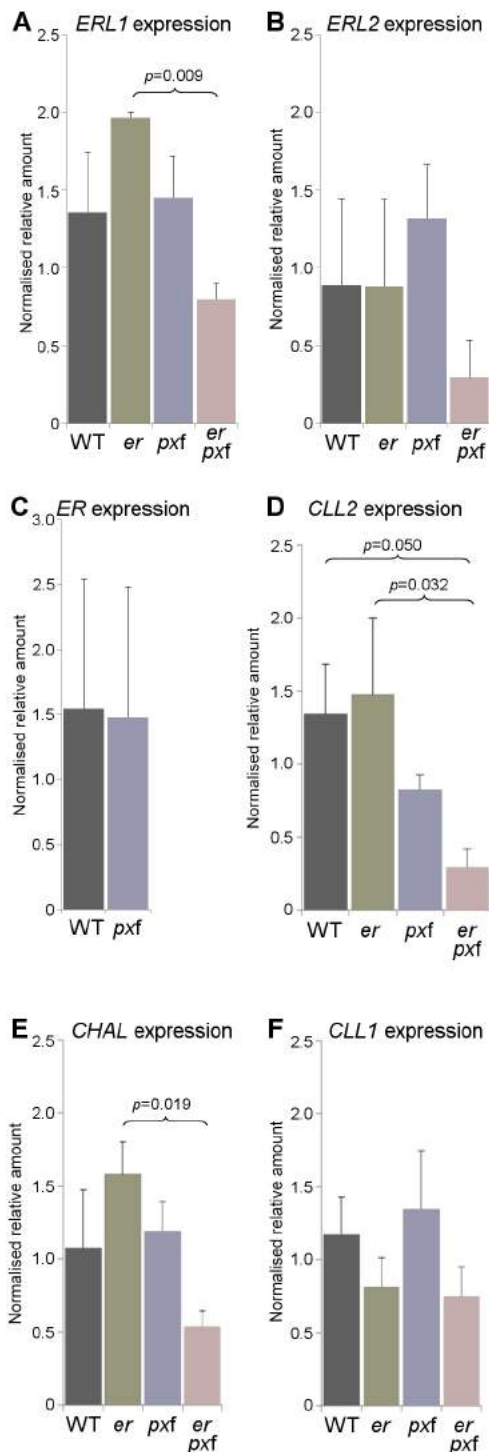 A ERL1 expression
Normalised relative amount
2.5
2.0
1.5
1.0
0.5
0
p=0.009
WT er pxf er pxf
B ERL2 expression
Normalised relative amount
2.5
2.0
1.5
1.0
0.5
0
WT er pxf er pxf
C ER expression
Normalised relative amount
3.0
2.5
2.0
1.5
1.0
0.5
0
WT pxf
D CLL2 expression
Normalised relative amount
2.5
2.0
1.5
1.0
0.5
0
p=0.050
p=0.032
WT er pxf er pxf
E CHAL expression
Normalised relative amount
2.5
2.0
1.5
1.0
0.5
0
p=0.019
WT er pxf er pxf
F CLL1 expression
Normalised relative amount
2.5
2.0
1.5
1.0
0.5
0
WT er pxf er pxf